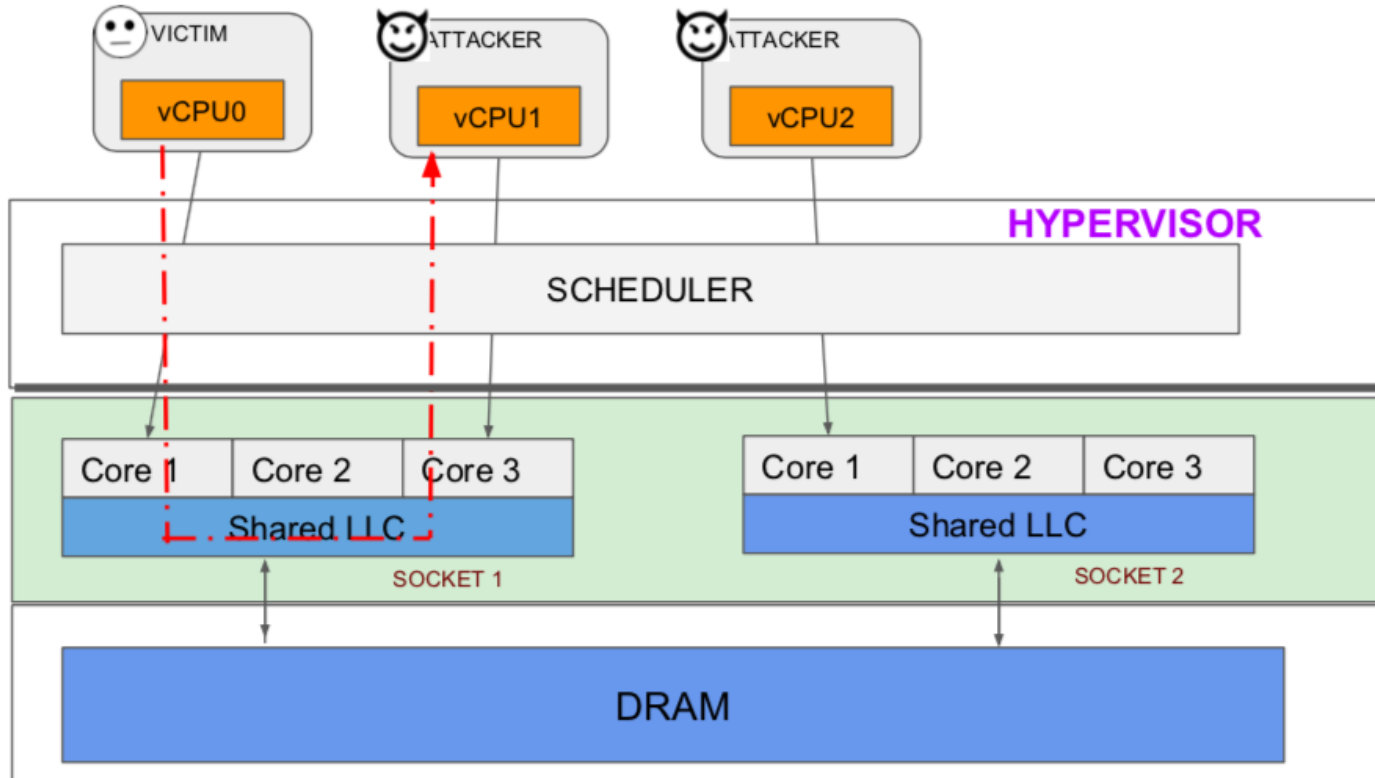 VICTIM
ATTACKER
ATTACKER
vCPU0
vCPU1
vCPU2
HYPERVISOR
SCHEDULER
Core 1
Core 2
Core 3
Core 1
Core 2
Core 3
Shared LLC
Shared LLC
SOCKET 1
SOCKET 2
DRAM